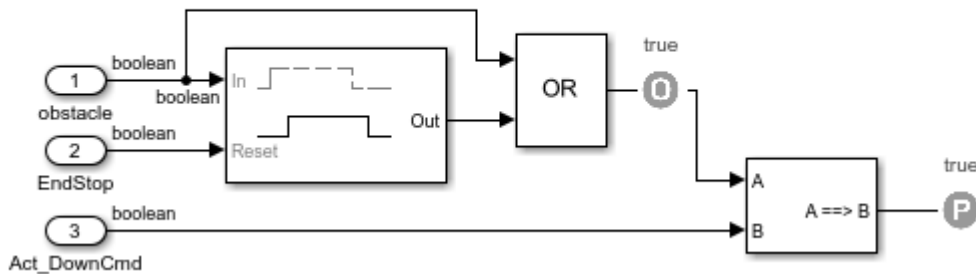 boolean
1
obstacle
boolean
In
boolean
2
EndStop
Reset
Out
OR
true
O
boolean
3
Act_DownCmd
A
B
A ==> B
true
P